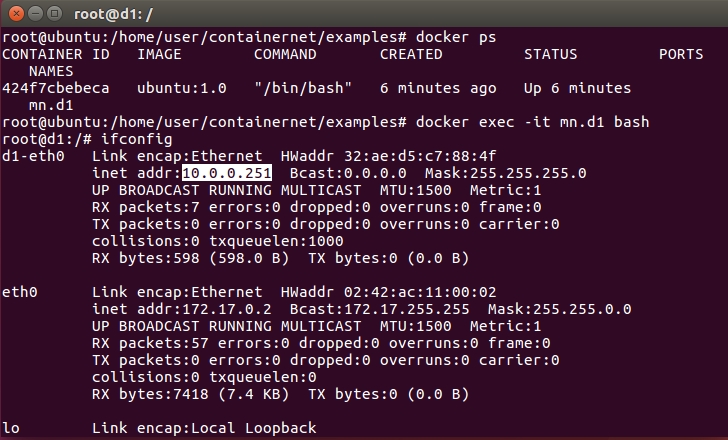 root@d1: /
root@ubuntu:/home/user/containernet/examples# docker ps
CONTAINER ID   IMAGE        COMMAND       CREATED         STATUS         PORTS
   NAMES
424f7cbebeca   ubuntu:1.0   "/bin/bash"   6 minutes ago   Up 6 minutes
   mn.d1
root@ubuntu:/home/user/containernet/examples# docker exec -it mn.d1 bash
root@d1:/# ifconfig
d1-eth0   Link encap:Ethernet  HWaddr 32:ae:d5:c7:88:4f
          inet addr:10.0.0.251  Bcast:0.0.0.0  Mask:255.255.255.0
          UP BROADCAST RUNNING MULTICAST  MTU:1500  Metric:1
          RX packets:7 errors:0 dropped:0 overruns:0 frame:0
          TX packets:0 errors:0 dropped:0 overruns:0 carrier:0
          collisions:0 txqueuelen:1000
          RX bytes:598 (598.0 B)  TX bytes:0 (0.0 B)
eth0      Link encap:Ethernet  HWaddr 02:42:ac:11:00:02
          inet addr:172.17.0.2  Bcast:172.17.255.255  Mask:255.255.0.0
          UP BROADCAST RUNNING MULTICAST  MTU:1500  Metric:1
          RX packets:57 errors:0 dropped:0 overruns:0 frame:0
          TX packets:0 errors:0 dropped:0 overruns:0 carrier:0
          collisions:0 txqueuelen:0
          RX bytes:7418 (7.4 KB)  TX bytes:0 (0.0 B)
lo        Link encap:Local Loopback